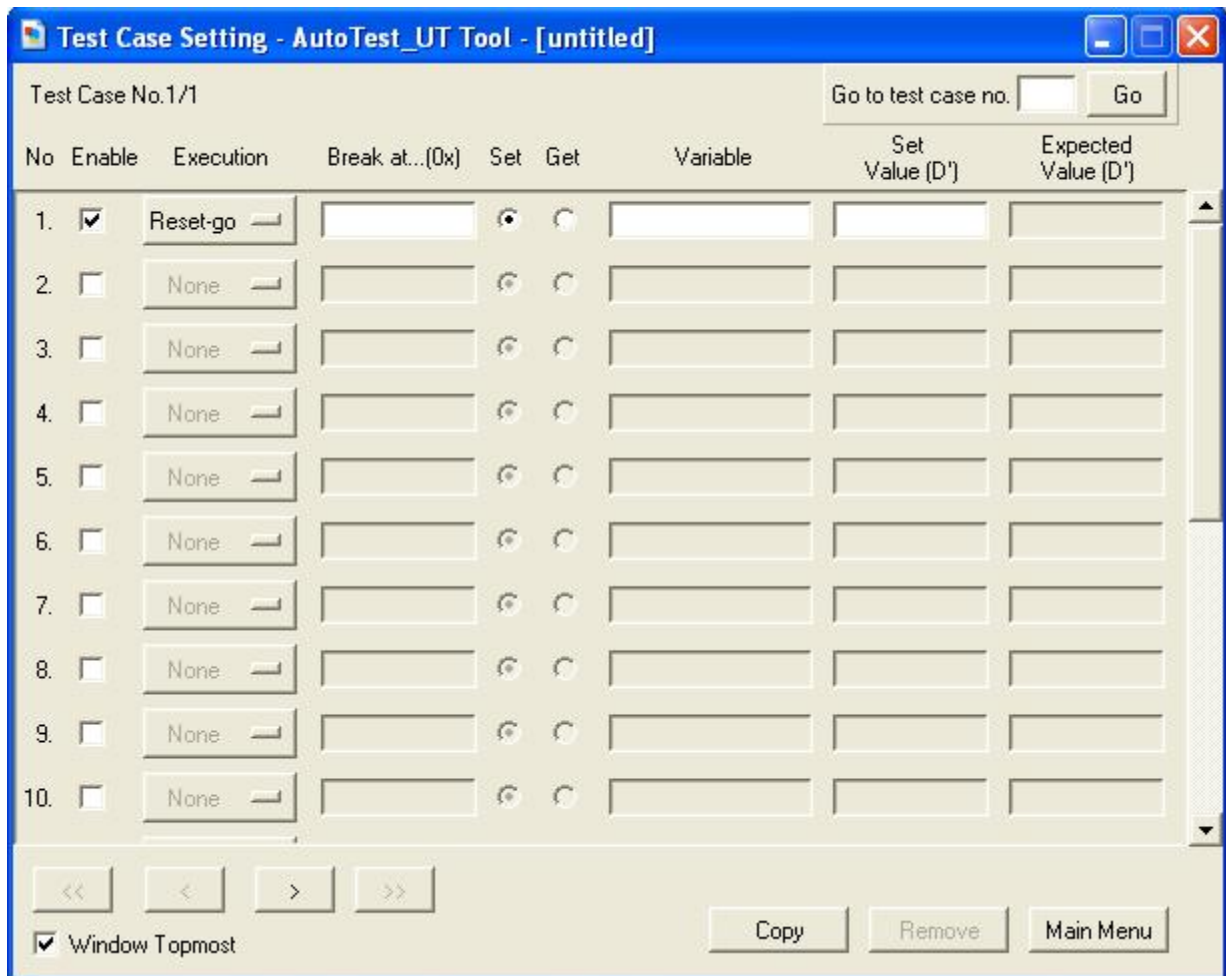 Test Case Setting - AutoTest_UT Tool - [untitled]
Test Case No.1/1
Go to test case no. Go
No Enable Execution Break at...(0x) Set Get Variable Set Value (D') Expected Value (D')
1. Reset-go
2. None
3. None
4. None
5. None
6. None
7. None
8. None
9. None
10. None
<< < > >>
Window Topmost
Copy Remove Main Menu